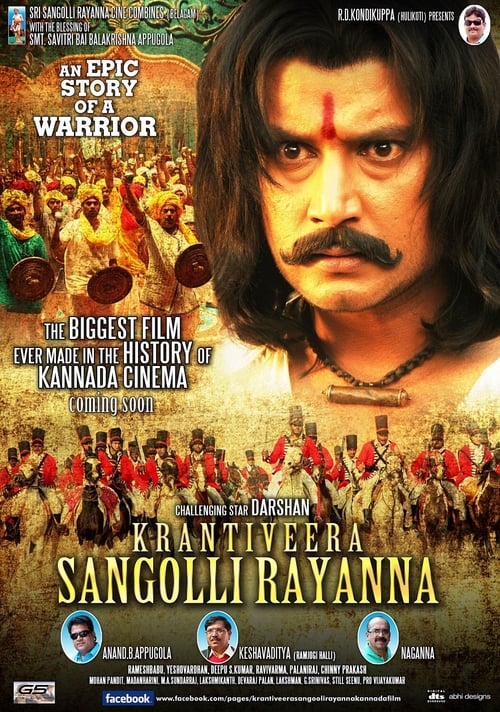 SRI SANGOLLI RAYANNA CINE COMBINES (BELAGAM)
WITH THE BLESSING OF
SMT. SAVITRI BAI BALAKRISHNA APPUGOLA
R.D.KONDIKUPPA (HULIKOTI) PRESENTS
AN EPIC
STORY
OF A
WARRIOR
THE BIGGEST FILM
EVER MADE IN THE HISTORY OF
KANNADA CINEMA
coming soon
CHALLENGING STAR DARSHAN
KRANTIVEERA
SANGOLLI RAYANNA
ANAND.B.APPUGOLA
KESHAVADITYA (RAMJOGI HALLI)
NAGANNA
RAMESHBABU, YESHOVARDHAN, DEEPU S.KUMAR, RAVIVARMA, PALANIRAJ, CHINNY PRAKASH
MOHAN PANDIT, MADANHARINI, M.A.SUNDARRAJ, LAKSHMIKANTH, DEVARAJ PALAN, LAKSHMAN, G.SRINIVAS, STILL SEENU, PRO VIJAYAKUMAR
G5
facebook www.facebook.com/pages/krantiveerasangoolirayannakannadafilm
DIGITAL
dts
abhi designs